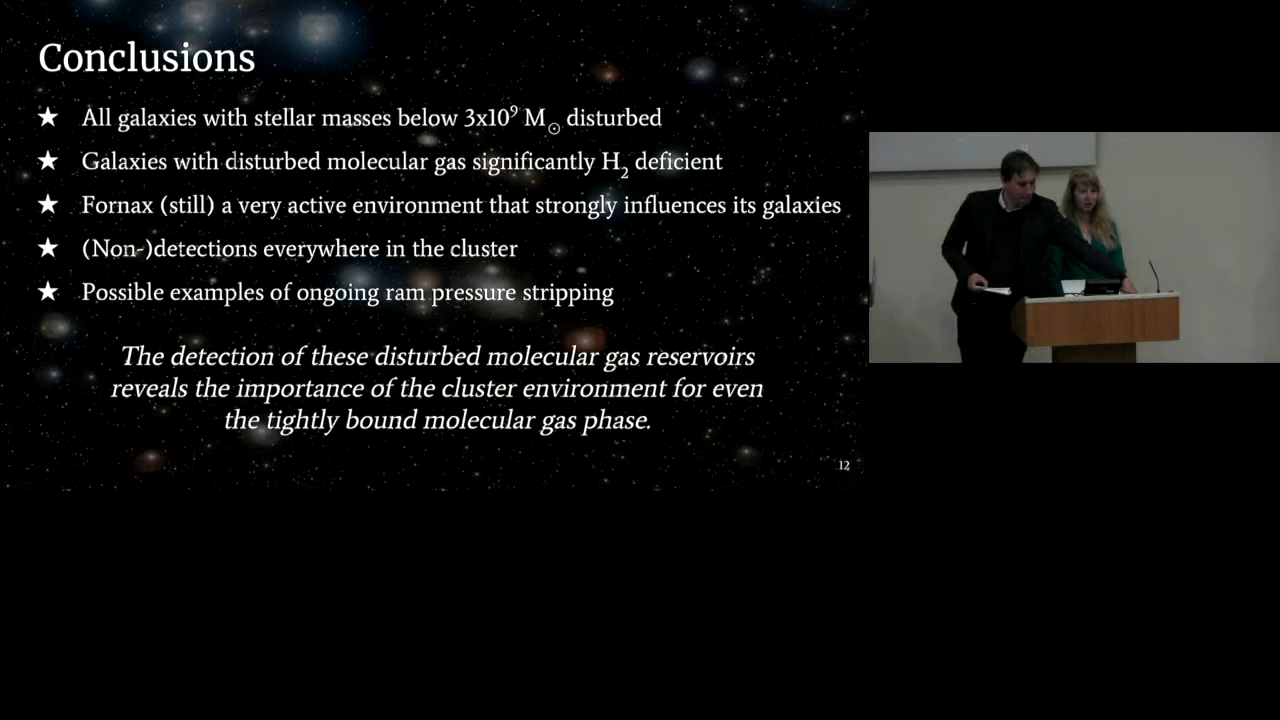 Conclusions
★ All galaxies with stellar masses below 3x10⁹ M☉ disturbed
★ Galaxies with disturbed molecular gas significantly H₂ deficient
★ Fornax (still) a very active environment that strongly influences its galaxies
★ (Non-)detections everywhere in the cluster
★ Possible examples of ongoing ram pressure stripping
The detection of these disturbed molecular gas reservoirs
reveals the importance of the cluster environment for even
the tightly bound molecular gas phase.
12